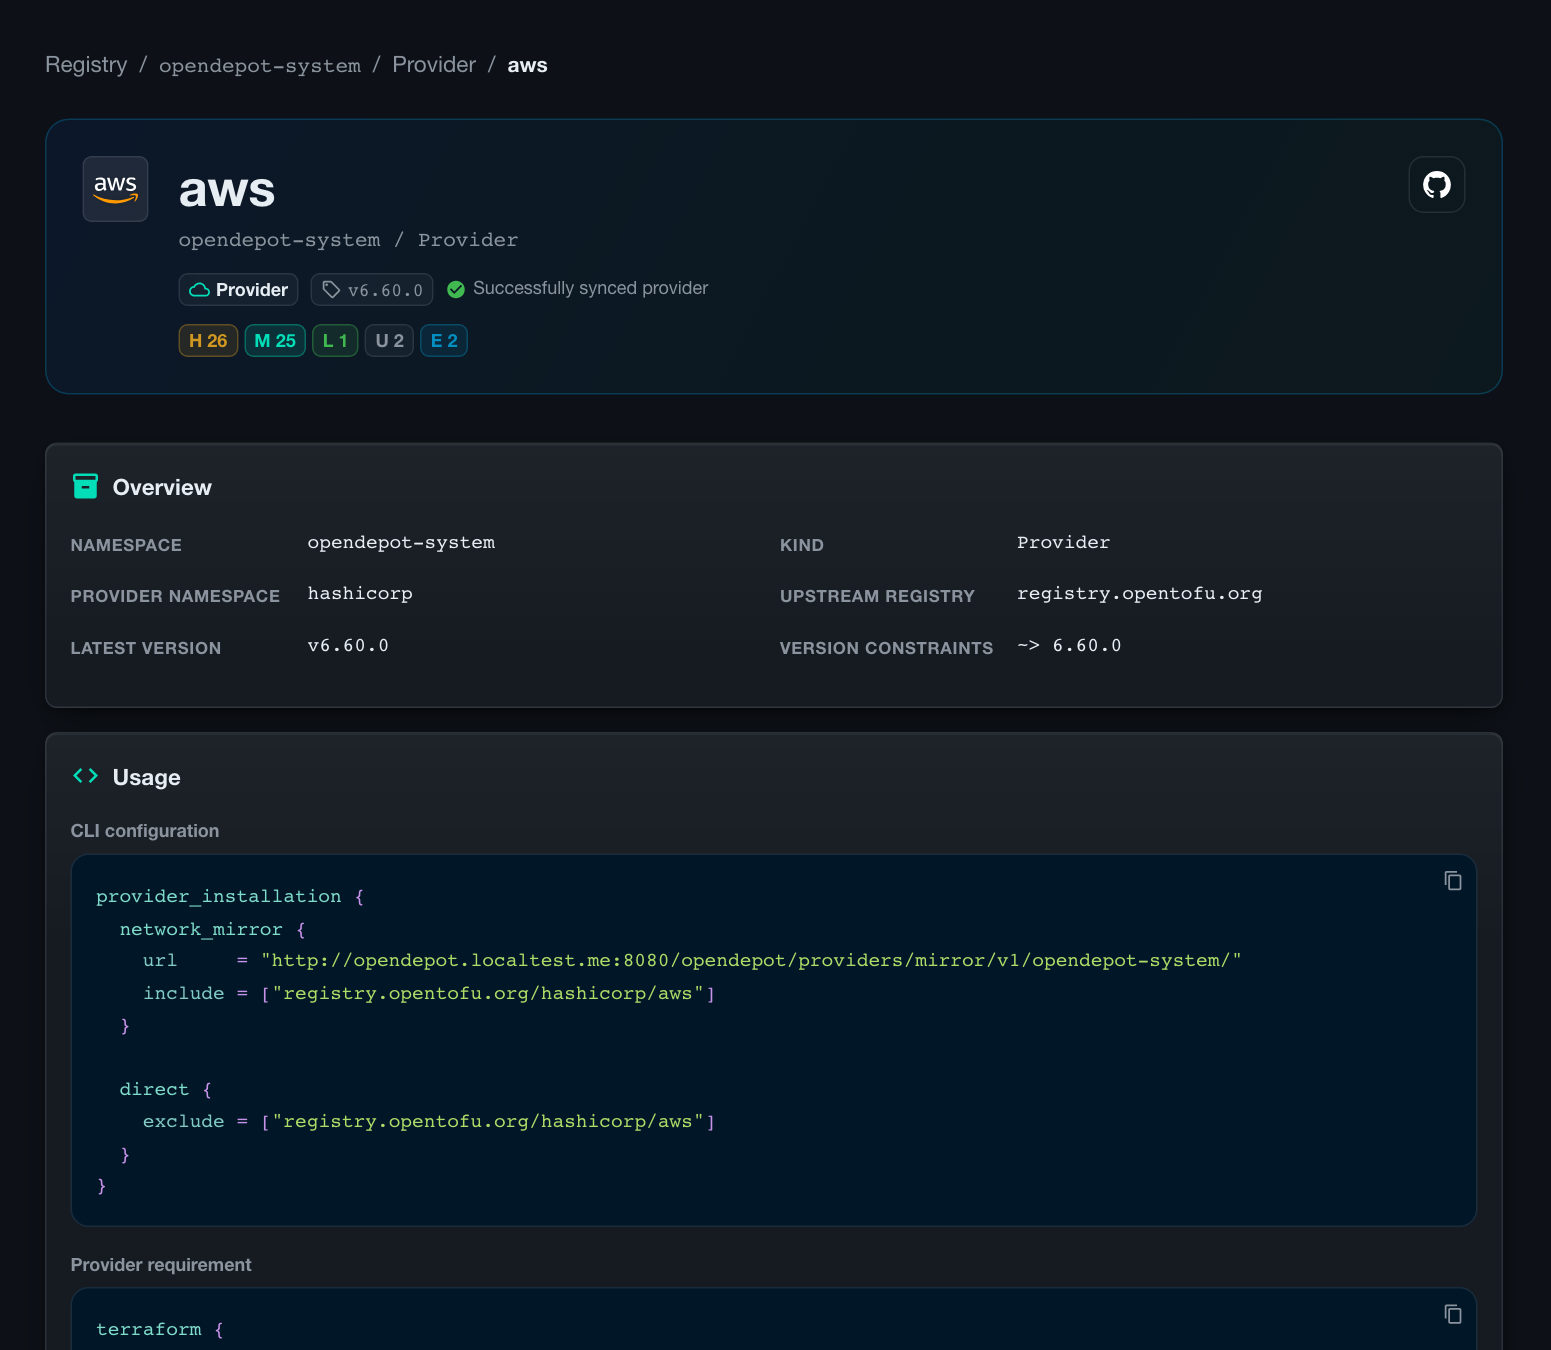 Registry / opendepot-system / Provider / aws
aws
aws
opendepot-system / Provider
Provider v6.60.0 Successfully synced provider
H 26 M 25 L 1 U 2 E 2
Overview
NAMESPACE opendepot-system KIND Provider
PROVIDER NAMESPACE hashicorp UPSTREAM REGISTRY registry.opentofu.org
LATEST VERSION v6.60.0 VERSION CONSTRAINTS ~> 6.60.0
Usage
CLI configuration
provider_installation {
  network_mirror {
    url     = "http://opendepot.localtest.me:8080/opendepot/providers/mirror/v1/opendepot-system/"
    include = ["registry.opentofu.org/hashicorp/aws"]
  }
  direct {
    exclude = ["registry.opentofu.org/hashicorp/aws"]
  }
}
Provider requirement
terraform {